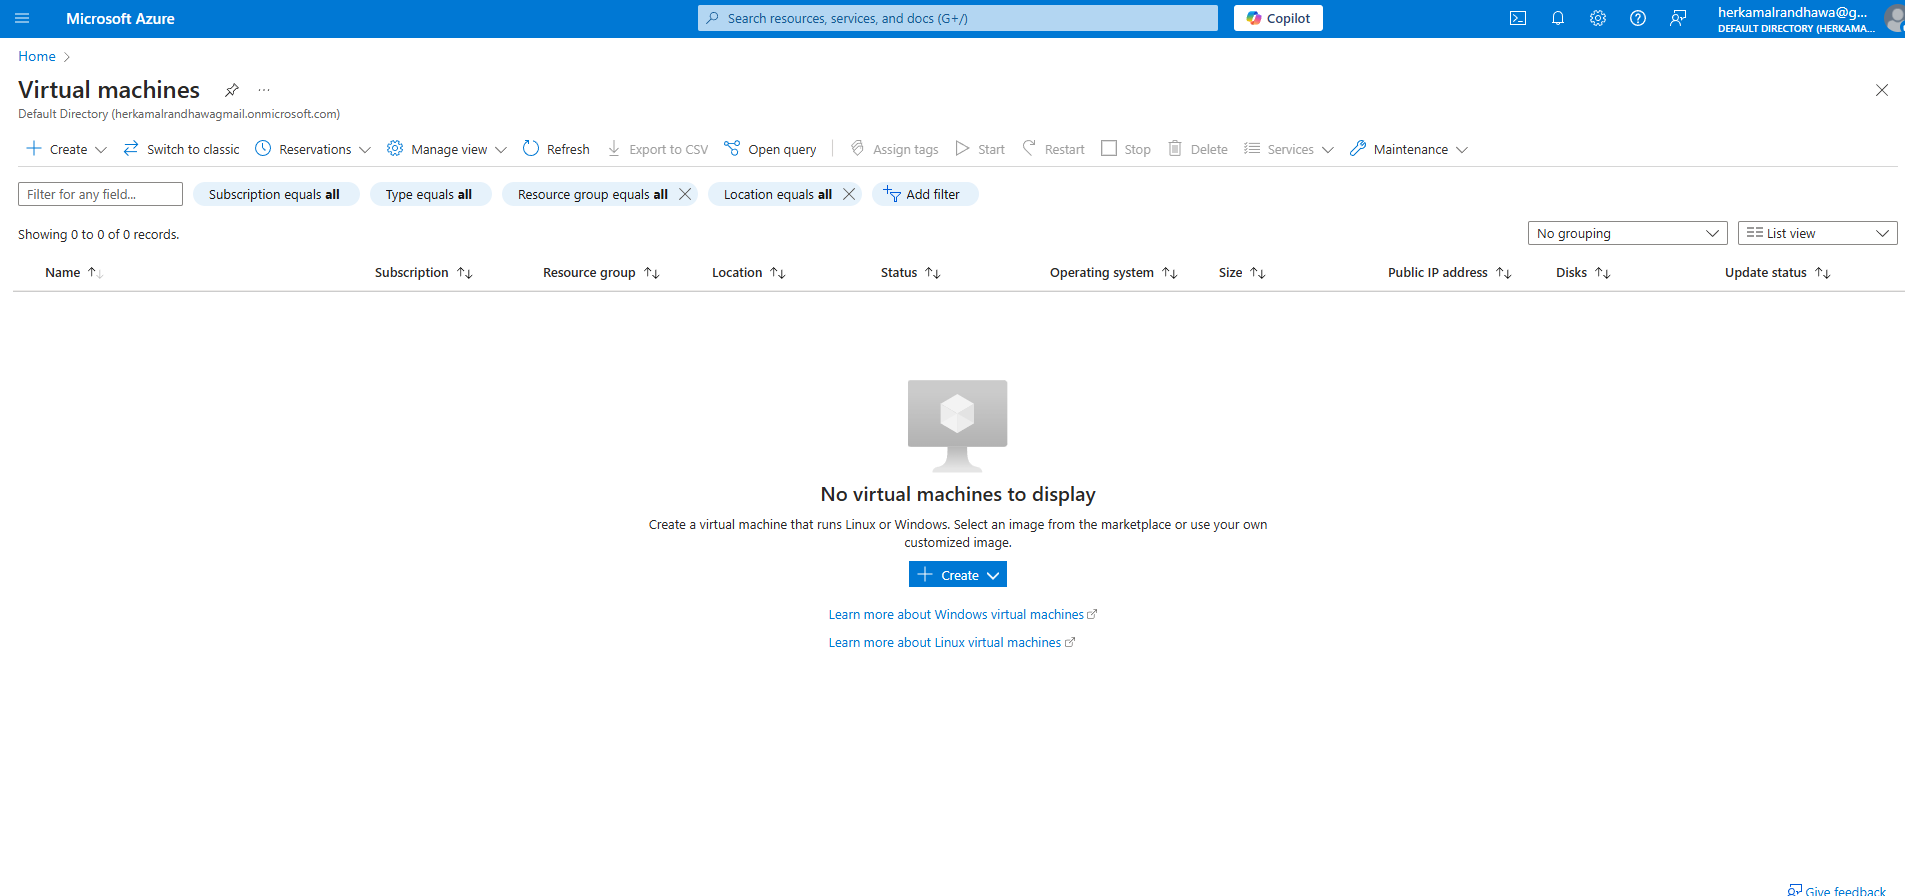 Microsoft Azure
Search resources, services, and docs (G+/)
Copilot
herkamalrandhawa@g...
DEFAULT DIRECTORY (HERKAMA...
Home
Virtual machines
...
Default Directory (herkamalrandhawagmail.onmicrosoft.com)
Create Switch to classic Reservations Manage view Refresh Export to CSV Open query Assign tags Start Restart Stop Delete Services Maintenance
Filter for any field... Subscription equals all Type equals all Resource group equals all Location equals all Add filter
Showing 0 to 0 of 0 records. No grouping List view
Name Subscription Resource group Location Status Operating system Size Public IP address Disks Update status
No virtual machines to display
Create a virtual machine that runs Linux or Windows. Select an image from the marketplace or use your own
customized image.
Create
Learn more about Windows virtual machines
Learn more about Linux virtual machines
Give feedback